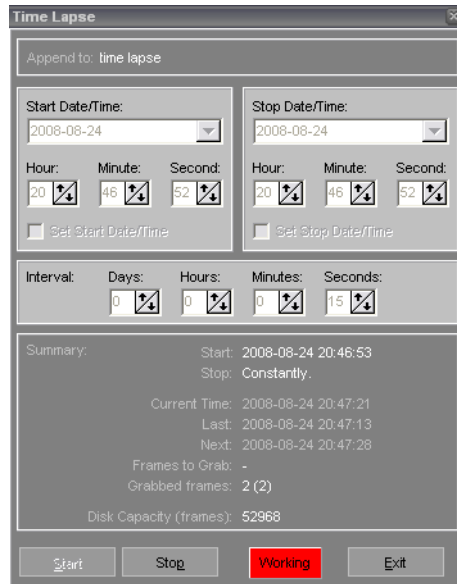 Time Lapse
Append to: time lapse
Start Date/Time:
2008-08-24
Hour: Minute: Second:
20 46 52
Set Start Date/Time
Stop Date/Time:
2008-08-24
Hour: Minute: Second:
20 46 52
Set Stop Date/Time
Interval: Days: Hours: Minutes: Seconds:
0 0 0 15
Summary: Start: 2008-08-24 20:46:53
Stop: Constantly.
Current Time: 2008-08-24 20:47:21
Last: 2008-08-24 20:47:13
Next: 2008-08-24 20:47:28
Frames to Grab: -
Grabbed frames: 2 (2)
Disk Capacity (frames): 52968
Start Stop Working Exit